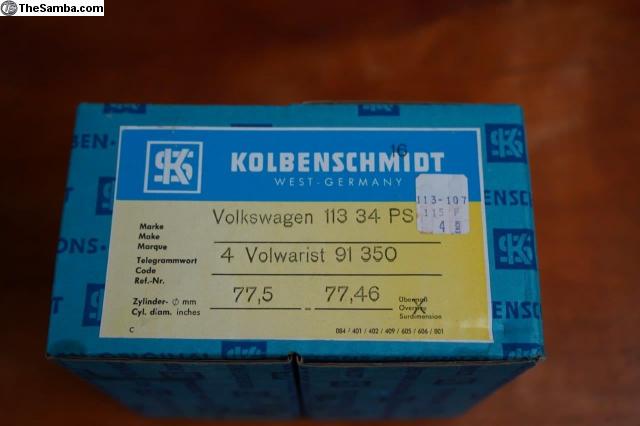 TheSamba.com
KS
KOLBENSCHMIDT
16
WEST-GERMANY
113-107
115 F
4
Marke
Make
Marque
Volkswagen 113 34 PS
Telegrammwort
Code
Ref.-Nr.
4 Volwarist 91 350
Zylinder- ∅ mm
Cyl. diam. inches
77,5 - 77,46
Übermaß
Oversize
Surdimension
C
084 / 401 / 402 / 409 / 605 / 606 / 801